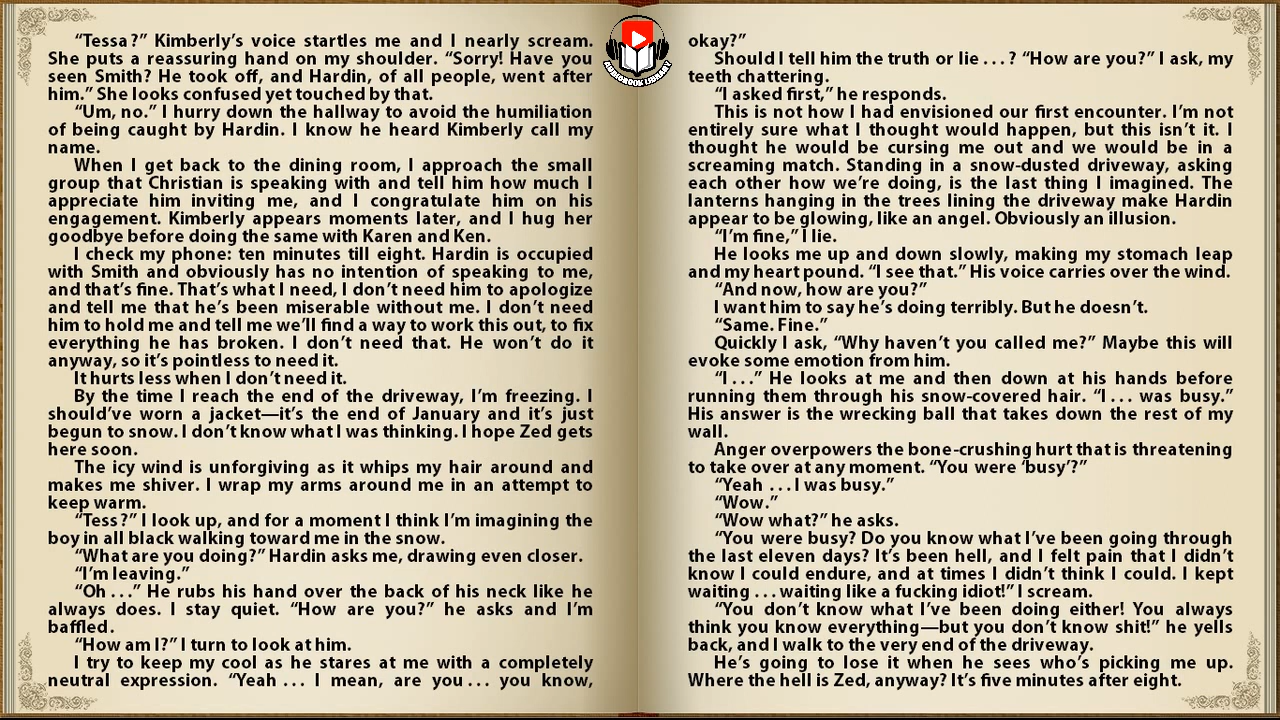 “Tessa?” Kimberly’s voice startles me and I nearly scream.
She puts a reassuring hand on my shoulder. “Sorry! Have you
seen Smith? He took off, and Hardin, of all people, went after
him.” She looks confused yet touched by that.
“Um, no.” I hurry down the hallway to avoid the humiliation
of being caught by Hardin. I know he heard Kimberly call my
name.
When I get back to the dining room, I approach the small
group that Christian is speaking with and tell him how much I
appreciate him inviting me, and I congratulate him on his
engagement. Kimberly appears moments later, and I hug her
goodbye before doing the same with Karen and Ken.
I check my phone: ten minutes till eight. Hardin is occupied
with Smith and obviously has no intention of speaking to me,
and that’s fine. That’s what I need, I don’t need him to apologize
and tell me that he’s been miserable without me. I don’t need
him to hold me and tell me we’ll find a way to work this out, to fix
everything he has broken. I don’t need that. He won’t do it
anyway, so it’s pointless to need it.
It hurts less when I don’t need it.
By the time I reach the end of the driveway, I’m freezing. I
should’ve worn a jacket—it’s the end of January and it’s just
begun to snow. I don’t know what I was thinking. I hope Zed gets
here soon.
The icy wind is unforgiving as it whips my hair around and
makes me shiver. I wrap my arms around me in an attempt to
keep warm.
“Tess?” I look up, and for a moment I think I’m imagining the
boy in all black walking toward me in the snow.
“What are you doing?” Hardin asks me, drawing even closer.
“I’m leaving.”
“Oh . . .” He rubs his hand over the back of his neck like he
always does. I stay quiet. “How are you?” he asks and I’m
baffled.
“How am I?” I turn to look at him.
I try to keep my cool as he stares at me with a completely
neutral expression. “Yeah . . . I mean, are you . . . you know,
AUDIOBOOK LIBRARY
okay?”
Should I tell him the truth or lie . . . ? “How are you?” I ask, my
teeth chattering.
“I asked first,” he responds.
This is not how I had envisioned our first encounter. I’m not
entirely sure what I thought would happen, but this isn’t it. I
thought he would be cursing me out and we would be in a
screaming match. Standing in a snow-dusted driveway, asking
each other how we’re doing, is the last thing I imagined. The
lanterns hanging in the trees lining the driveway make Hardin
appear to be glowing, like an angel. Obviously an illusion.
“I’m fine,” I lie.
He looks me up and down slowly, making my stomach leap
and my heart pound. “I see that.” His voice carries over the wind.
“And now, how are you?”
I want him to say he’s doing terribly. But he doesn’t.
“Same. Fine.”
Quickly I ask, “Why haven’t you called me?” Maybe this will
evoke some emotion from him.
“I . . .” He looks at me and then down at his hands before
running them through his snow-covered hair. “I . . . was busy.”
His answer is the wrecking ball that takes down the rest of my
wall.
Anger overpowers the bone-crushing hurt that is threatening
to take over at any moment. “You were ‘busy’?”
“Yeah . . . I was busy.”
“Wow.”
“Wow what?” he asks.
“You were busy? Do you know what I’ve been going through
the last eleven days? It’s been hell, and I felt pain that I didn’t
know I could endure, and at times I didn’t think I could. I kept
waiting . . . waiting like a fucking idiot!” I scream.
“You don’t know what I’ve been doing either! You always
think you know everything—but you don’t know shit!” he yells
back, and I walk to the very end of the driveway.
He’s going to lose it when he sees who’s picking me up.
Where the hell is Zed, anyway? It’s five minutes after eight.